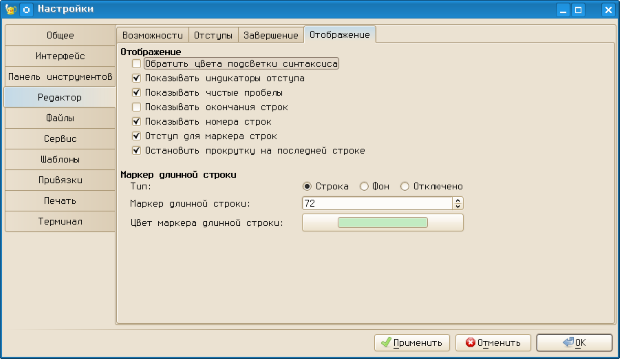 Настройки
Общее
Интерфейс
Панель инструментов
Редактор
Файлы
Сервис
Шаблоны
Привязки
Печать
Терминал
Возможности Отступы Завершение Отображение
Отображение
Обратить цвета подсветки синтаксиса
Показывать индикаторы отступа
Показывать чистые пробелы
Показывать окончания строк
Показывать номера строк
Отступ для маркера строк
Остановить прокрутку на последней строке
Маркер длинной строки
Тип: Строка Фон Отключено
Маркер длинной строки: 72
Цвет маркера длинной строки:
Применить Отменить OK